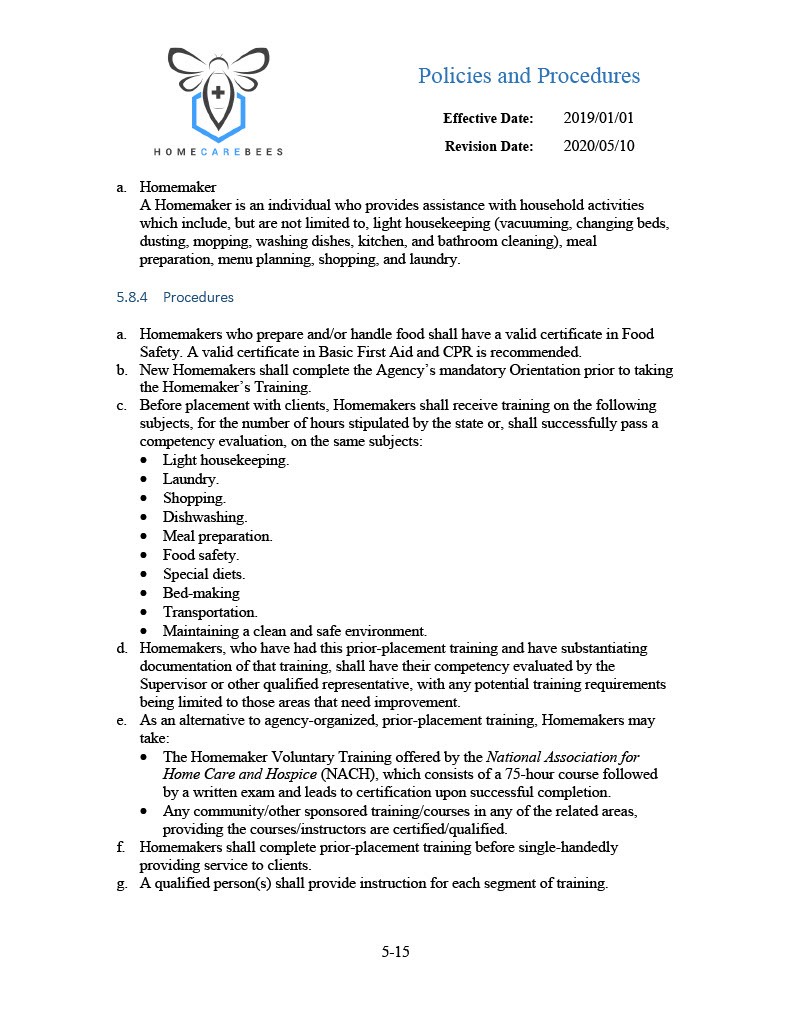 Policies and Procedures
Effective Date: 2019/01/01
Revision Date: 2020/05/10
HOMECAREBEES
a. Homemaker
A Homemaker is an individual who provides assistance with household activities
which include, but are not limited to, light housekeeping (vacuuming, changing beds,
dusting, mopping, washing dishes, kitchen, and bathroom cleaning), meal
preparation, menu planning, shopping, and laundry.
5.8.4 Procedures
a. Homemakers who prepare and/or handle food shall have a valid certificate in Food
Safety. A valid certificate in Basic First Aid and CPR is recommended.
b. New Homemakers shall complete the Agency’s mandatory Orientation prior to taking
the Homemaker’s Training.
c. Before placement with clients, Homemakers shall receive training on the following
subjects, for the number of hours stipulated by the state or, shall successfully pass a
competency evaluation, on the same subjects:
• Light housekeeping.
• Laundry.
• Shopping.
• Dishwashing.
• Meal preparation.
• Food safety.
• Special diets.
• Bed-making
• Transportation.
• Maintaining a clean and safe environment.
d. Homemakers, who have had this prior-placement training and have substantiating
documentation of that training, shall have their competency evaluated by the
Supervisor or other qualified representative, with any potential training requirements
being limited to those areas that need improvement.
e. As an alternative to agency-organized, prior-placement training, Homemakers may
take:
• The Homemaker Voluntary Training offered by the National Association for
Home Care and Hospice (NACH), which consists of a 75-hour course followed
by a written exam and leads to certification upon successful completion.
• Any community/other sponsored training/courses in any of the related areas,
providing the courses/instructors are certified/qualified.
f. Homemakers shall complete prior-placement training before single-handedly
providing service to clients.
g. A qualified person(s) shall provide instruction for each segment of training.
5-15